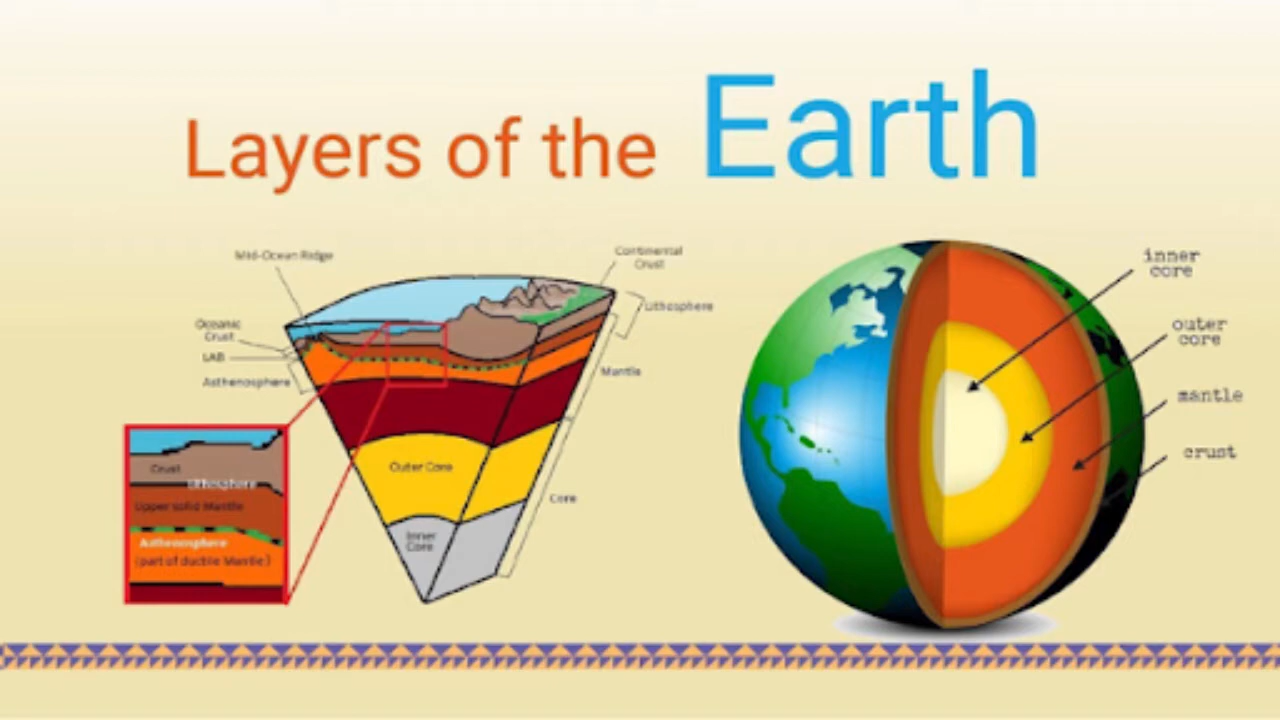 Layers of the Earth
Mid-Ocean Ridge
Continental
Crust
Lithosphere
Oceanic
Crust
LAB
Asthenosphere
Mantle
Outer Core
Core
Inner
Core
Crust
Lithosphere
Upper solid Mantle
Asthenosphere
(part of ductile Mantle)
inner
core
outer
core
mantle
crust